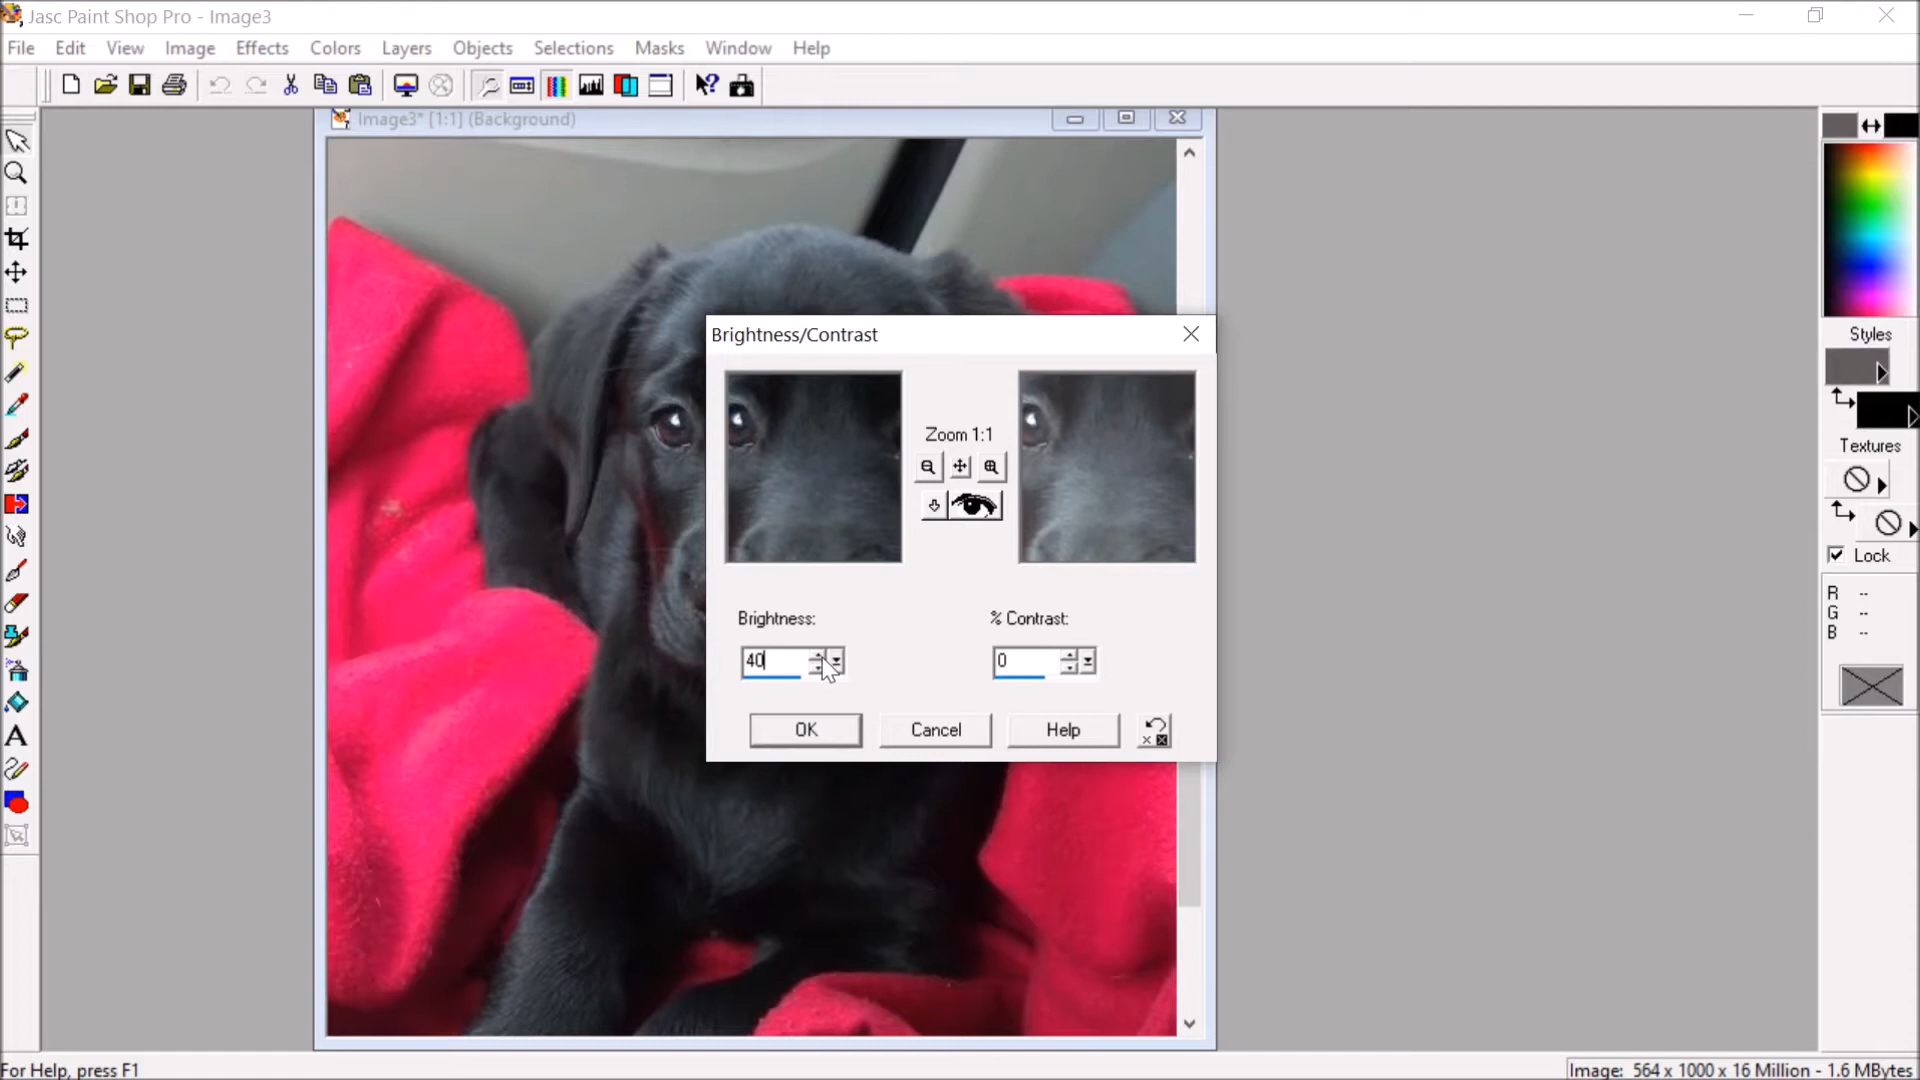 Jasc Paint Shop Pro - Image3
File Edit View Image Effects Colors Layers Objects Selections Masks Window Help
Image3* [1:1] (Background)
Brightness/Contrast
Zoom 1:1
Brightness:
% Contrast:
40
0
OK
Cancel
Help
Styles
Textures
Lock
R --
G --
B --
For Help, press F1
Image: 564 x 1000 x 16 Million - 1.6 MBytes